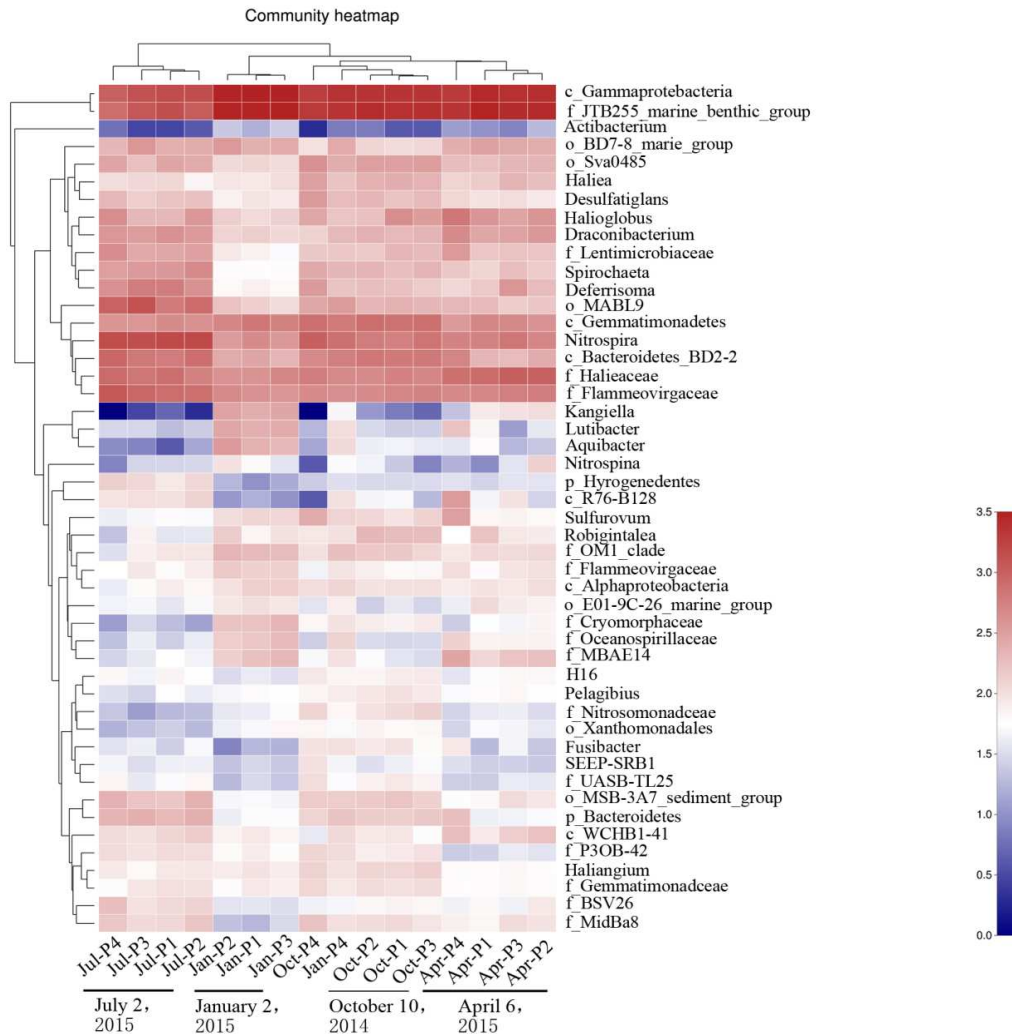 Community heatmap
c_Gammaprotebacteria
f_JTB255_marine_benthic_group
Actibacterium
o_BD7-8_marie_group
o_Sva0485
Haliea
Desulfatiglans
Halioglobus
Draconibacterium
f_Lentimicrobiaceae
Spirochaeta
Deferrisoma
o_MABL9
c_Gemmatimonadetes
Nitrospira
c_Bacteroidetes_BD2-2
f_Halieaceae
f_Flammeovirgaceae
Kangiella
Lutibacter
Aquibacter
Nitrospina
p_Hyrogenedentes
c_R76-B128
Sulfurovum
Robigintalea
f_OM1_clade
f_Flammeovirgaceae
c_Alphaproteobacteria
o_E01-9C-26_marine_group
f_Cryomorphaceae
f_Oceanospirillaceae
f_MBAE14
H16
Pelagibius
f_Nitrosomonadceae
o_Xanthomonadales
Fusibacter
SEEP-SRB1
f_UASB-TL25
o_MSB-3A7_sediment_group
p_Bacteroidetes
c_WCHB1-41
f_P3OB-42
Haliangium
f_Gemmatimonadceae
f_BSV26
f_MidBa8
3.5
3.0
2.5
2.0
1.5
1.0
0.5
0.0
Jul-P4 Jul-P3 Jul-P1 Jul-P2 Jan-P2 Jan-P1 Jan-P3 Oct-P4 Jan-P4 Oct-P2 Oct-P1 Oct-P3 Apr-P4 Apr-P1 Apr-P3 Apr-P2
July 2, January 2, October 10, April 6,
2015 2015 2014 2015